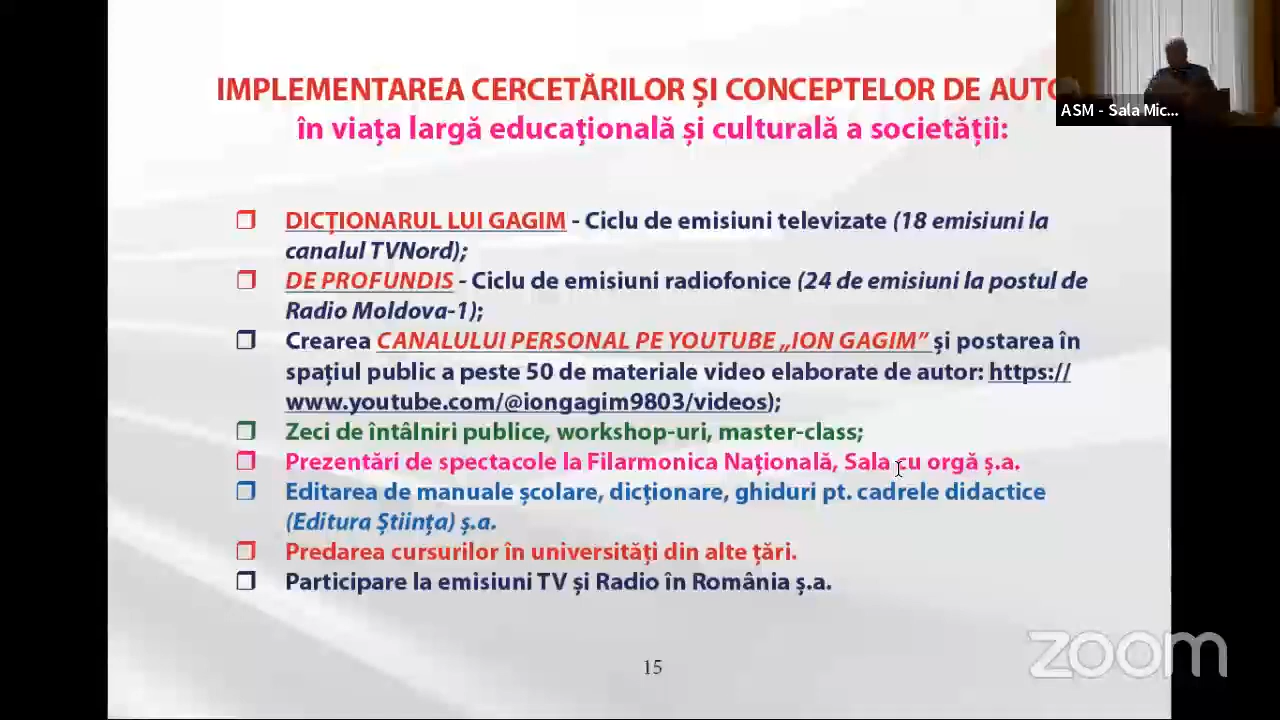 IMPLEMENTAREA CERCETĂRILOR ȘI CONCEPTELOR DE AUTO
în viața largă educațională și culturală a societății:
ASM - Sala Mic...
DICȚIONARUL LUI GAGIM - Ciclu de emisiuni televizate (18 emisiuni la
canalul TVNord);
DE PROFUNDIS - Ciclu de emisiuni radiofonice (24 de emisiuni la postul de
Radio Moldova-1);
Crearea CANALULUI PERSONAL PE YOUTUBE „ION GAGIM” și postarea în
spațiul public a peste 50 de materiale video elaborate de autor: https://
www.youtube.com/@iongagim9803/videos);
Zeci de întâlniri publice, workshop-uri, master-class;
Prezentări de spectacole la Filarmonica Națională, Sala cu orgă ș.a.
Editarea de manuale școlare, dicționare, ghiduri pt. cadrele didactice
(Editura Știința) ș.a.
Predarea cursurilor în universități din alte țări.
Participare la emisiuni TV și Radio în România ș.a.
15
zoom